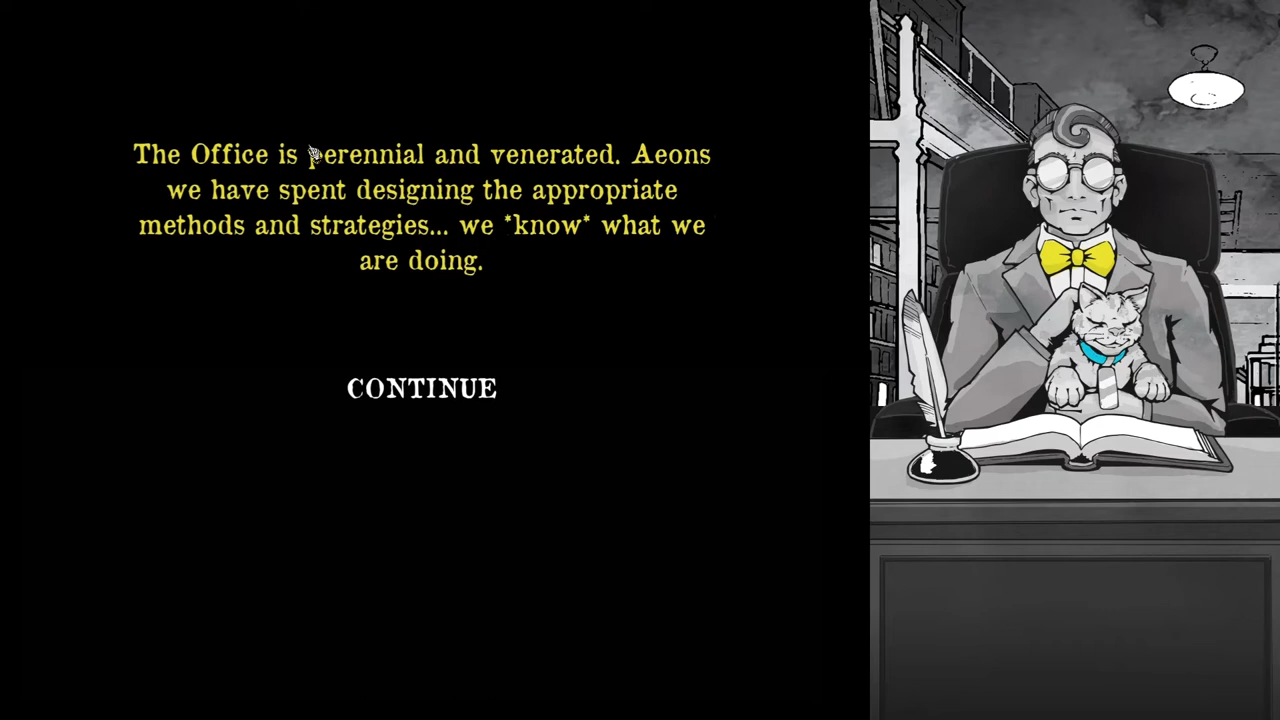 The Office is perennial and venerated. Aeons
we have spent designing the appropriate
methods and strategies... we *know* what we
are doing.
CONTINUE